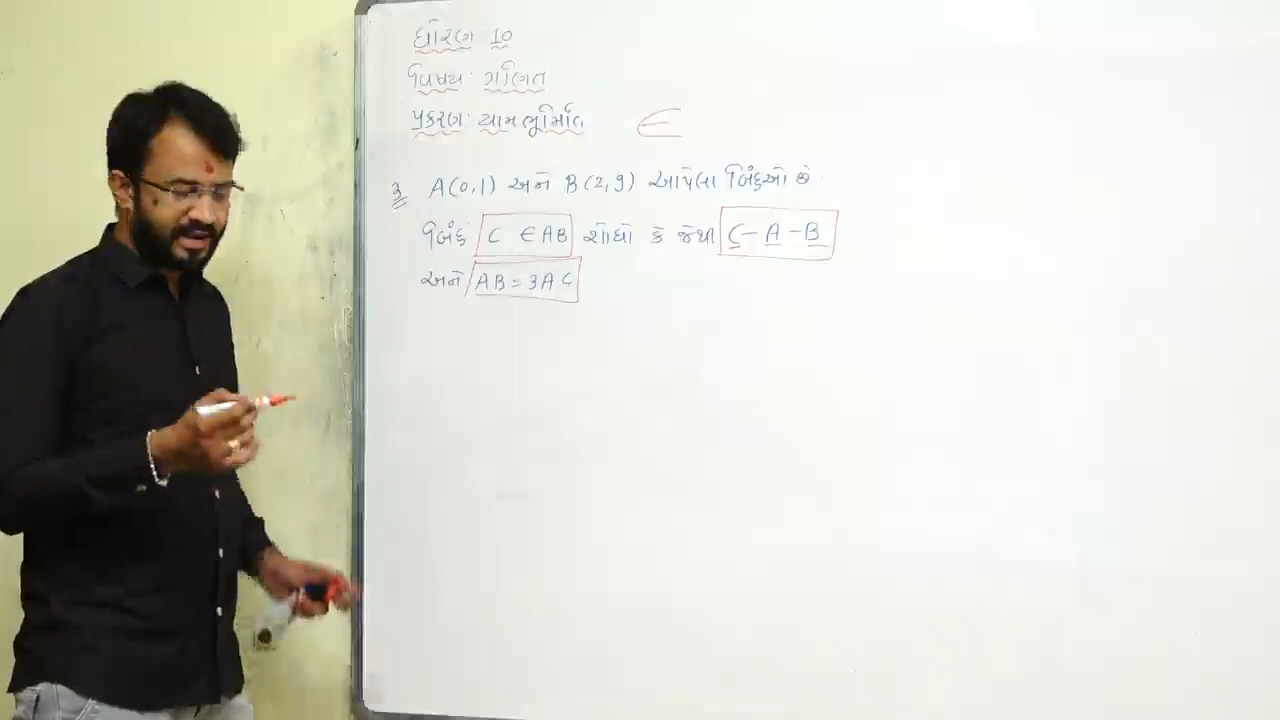 ધોરણ 10
વિષય: ગણિત
પ્રકરણ: યામભૂમિતિ ∈
3 A(0,1) અને B(2,9) આપેલા બિંદુઓ છે.
બિંદુ C ∈ AB શોધો કે જેથી C - A - B
અને AB = 3AC